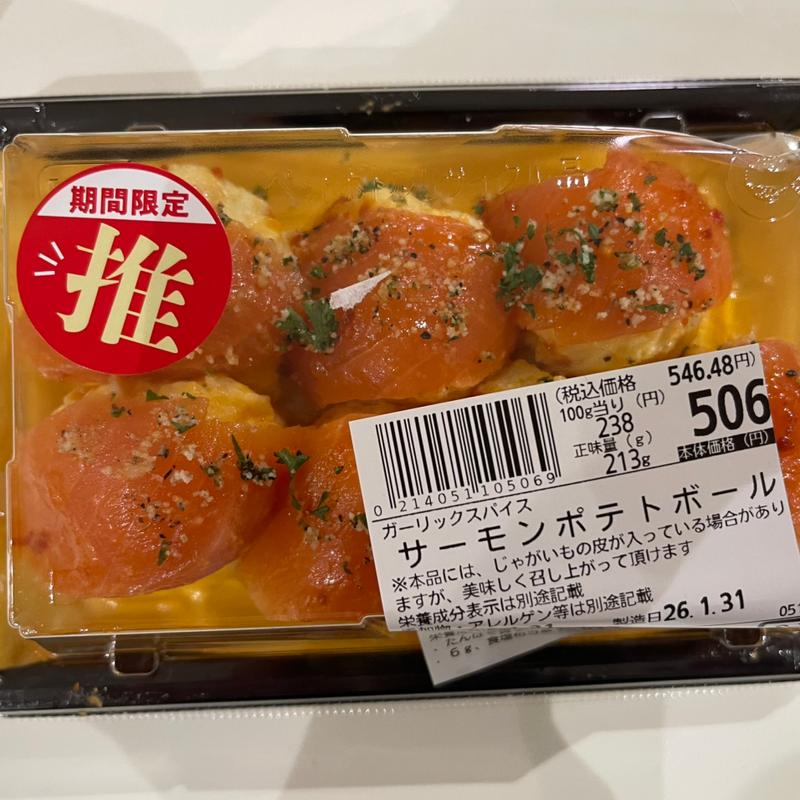 期間限定
推
(税込価格 546.48円)
100g当り (円)
238
506
正味量 (g)
213g
本体価格 (円)
0 214051 105069
ガーリックスパイス
サーモンポテトボール
※本品には、じゃがいもの皮が入っている場合があり
ますが、美味しく召し上がって頂けます
栄養成分表示は別途記載
・アレルゲン等は別途記載
製造日26.1.31
051